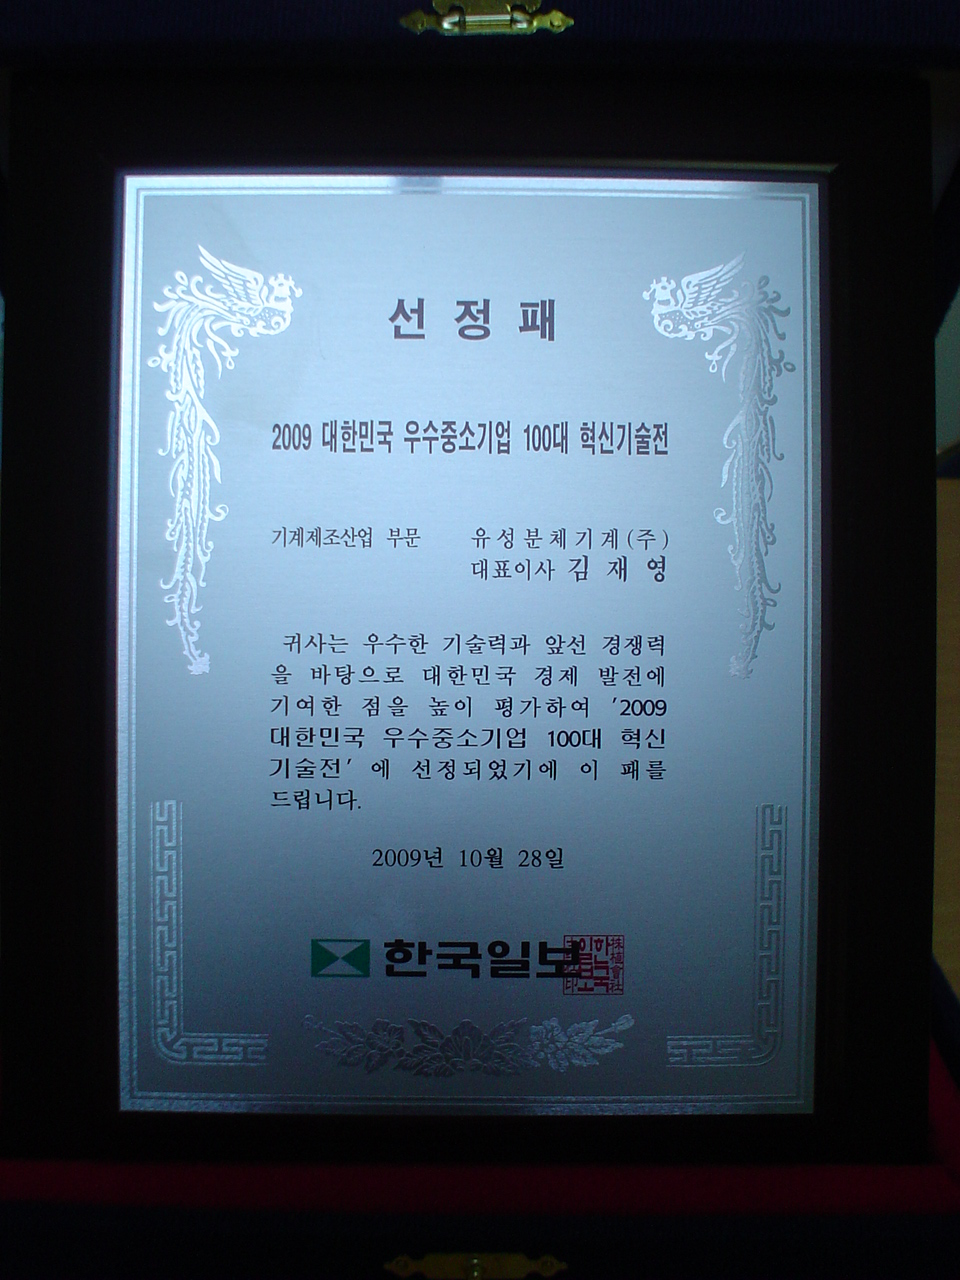 선정패
2009 대한민국 우수중소기업 100대 혁신기술전
기계제조산업 부문 유성분체기계(주)
대표이사 김재영
귀사는 우수한 기술력과 앞선 경쟁력
을 바탕으로 대한민국 경제 발전에
기여한 점을 높이 평가하여 '2009
대한민국 우수중소기업 100대 혁신
기술전' 에 선정되었기에 이 패를
드립니다.
2009년 10월 28일
한국일보